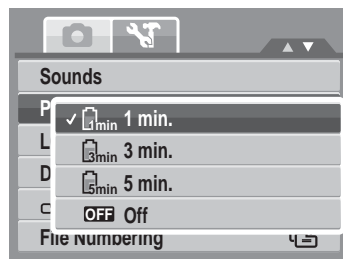 Sounds
P
✓ 1min 1 min.
L
3min 3 min.
D
5min 5 min.
OFF Off
File Numbering